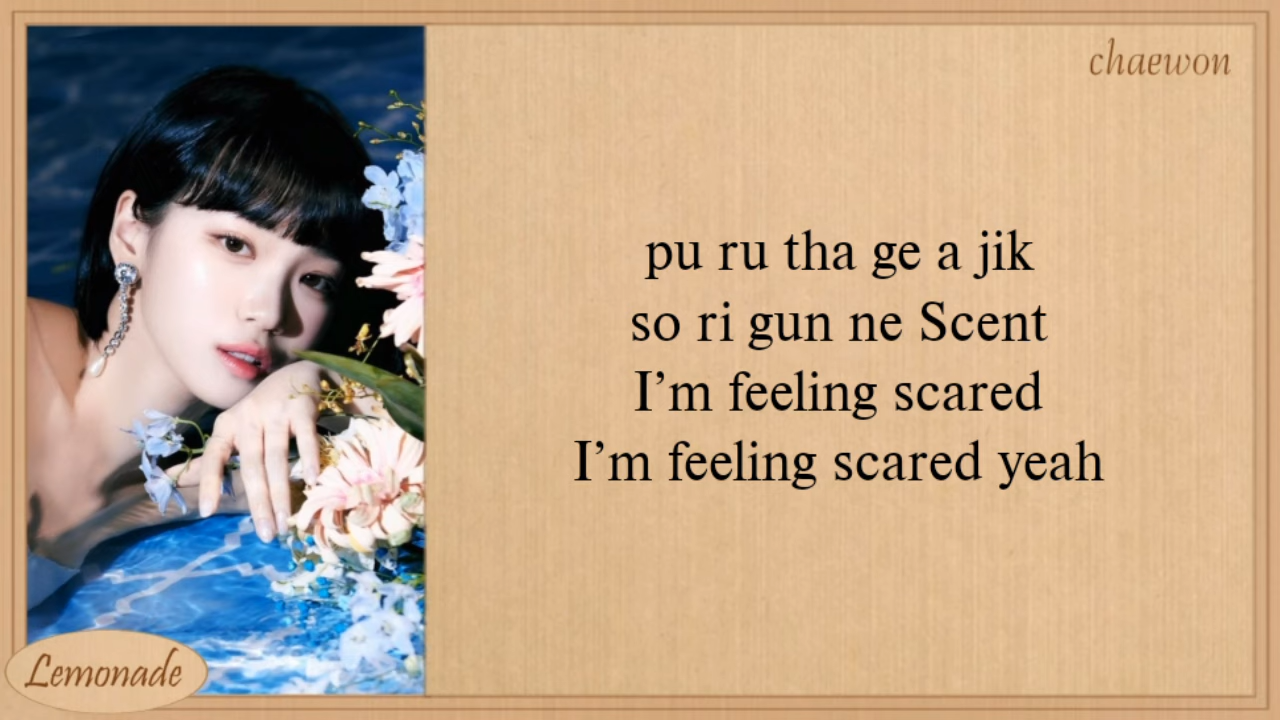 chaewon
pu ru tha ge a jik
so ri gun ne Scent
I’m feeling scared
I’m feeling scared yeah
Lemonade